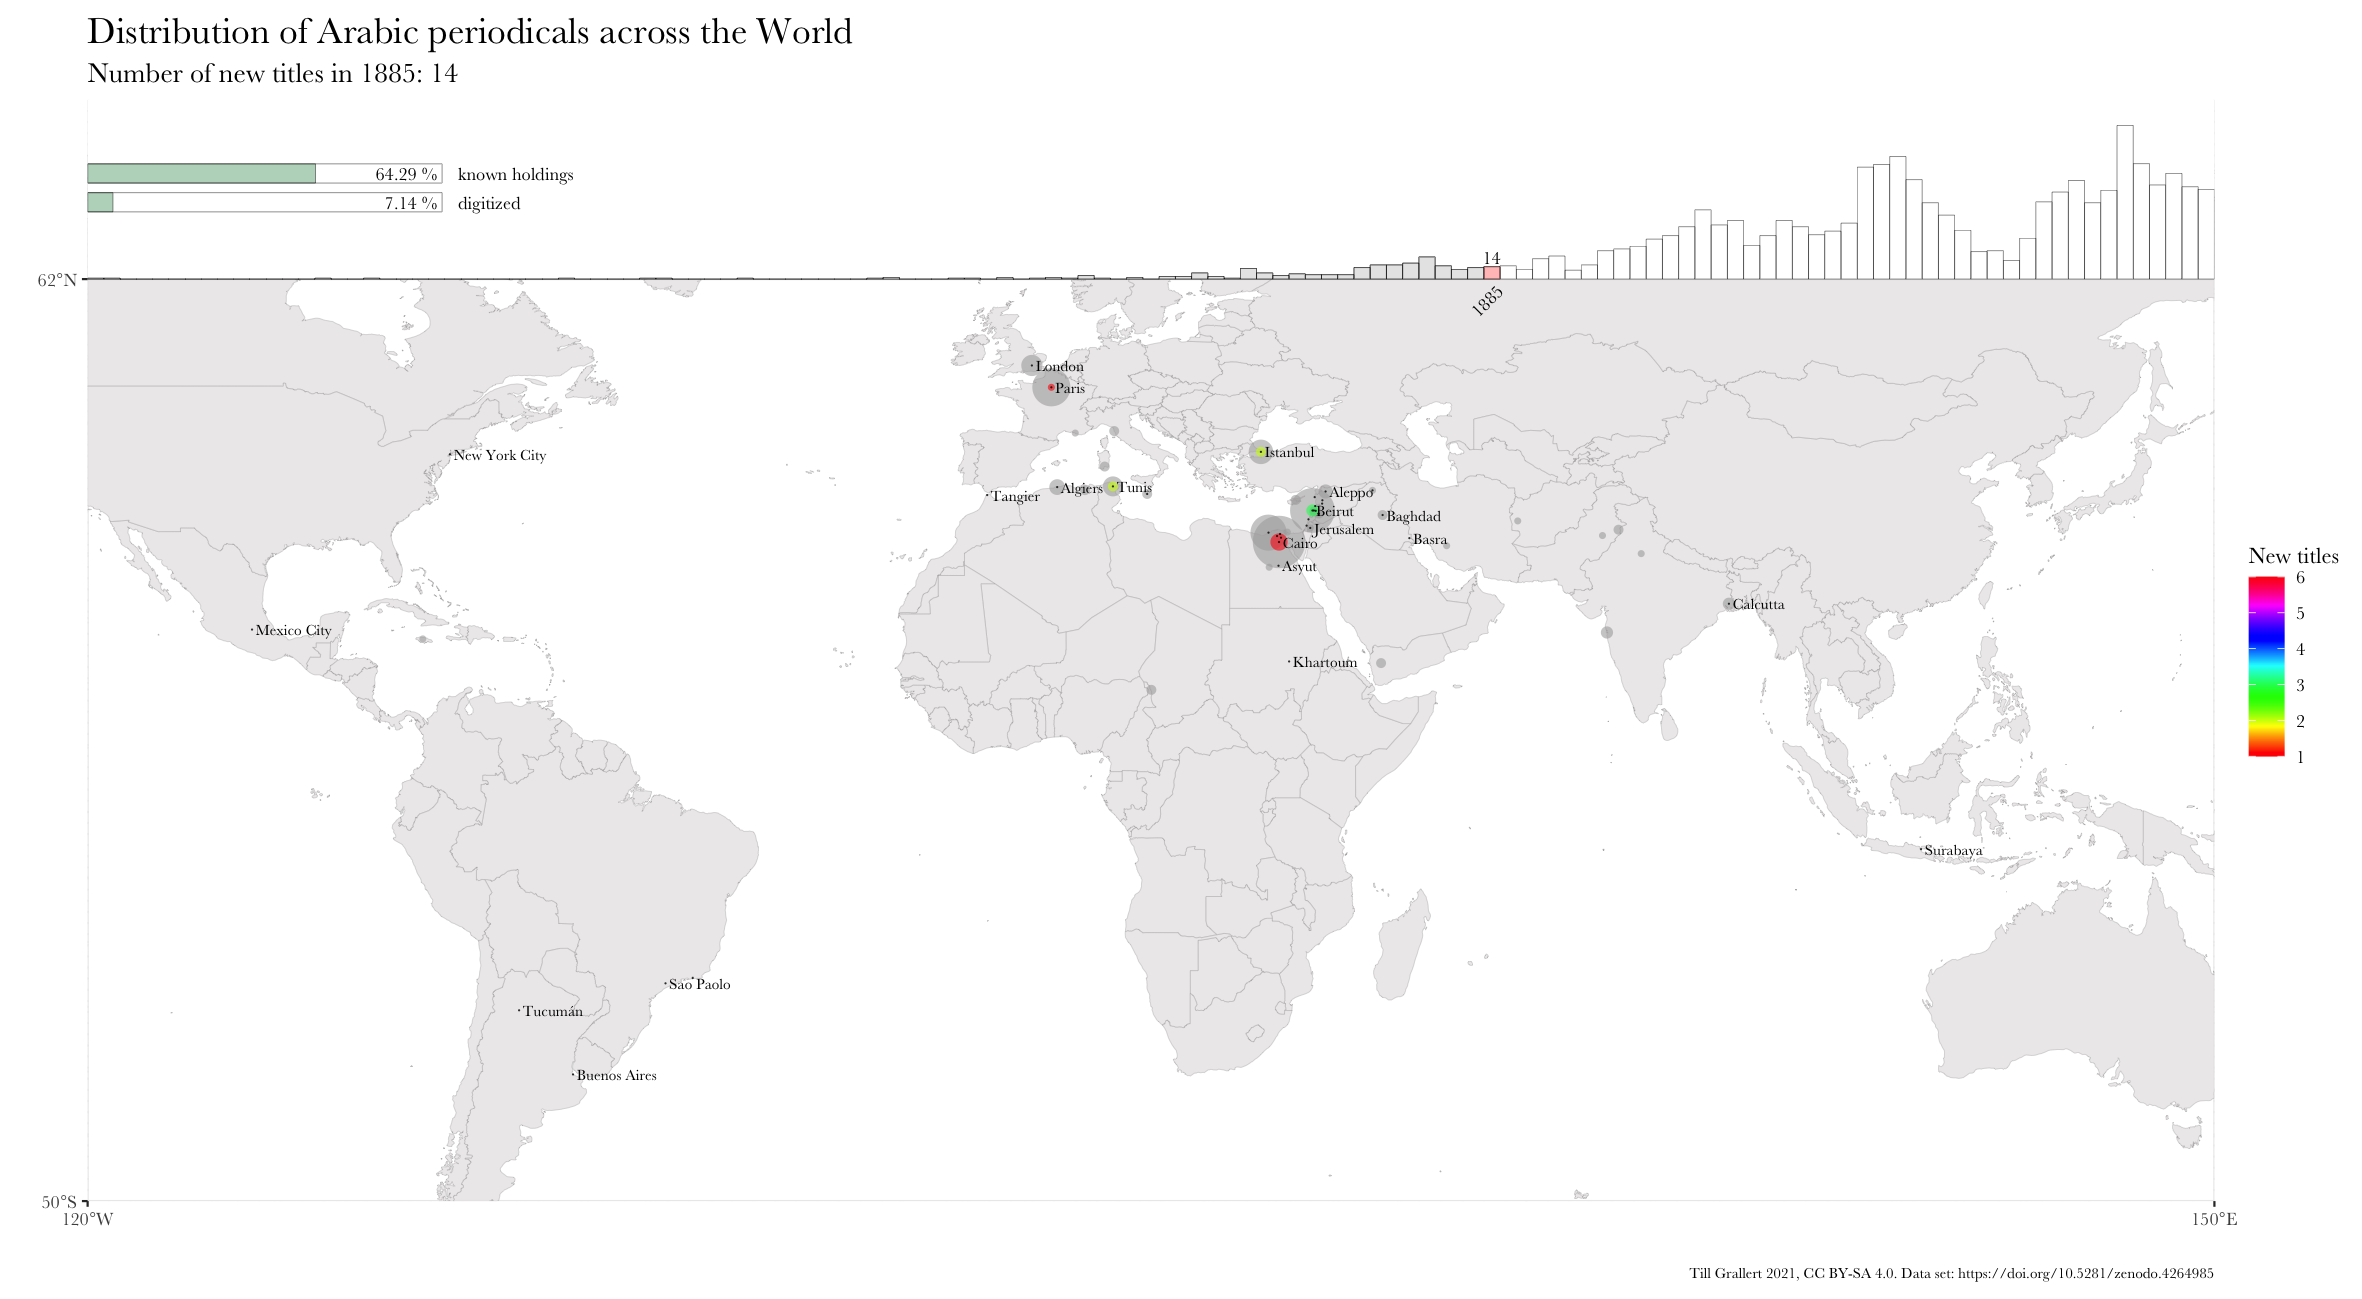 Distribution of Arabic periodicals across the World
Number of new titles in 1885: 14
64.29 % known holdings
7.14 % digitized
14
1885
62°N
London
Paris
New York City
Istanbul
Tangier
Algiers
Tunis
Aleppo
Beirut
Baghdad
Jerusalem
Basra
Cairo
Asyut
Calcutta
Mexico City
Khartoum
Surabaya
Sao Paolo
Tucumán
Buenos Aires
New titles
6
5
4
3
2
1
50°S
120°W
150°E
Till Grallert 2021, CC BY-SA 4.0. Data set: https://doi.org/10.5281/zenodo.4264985